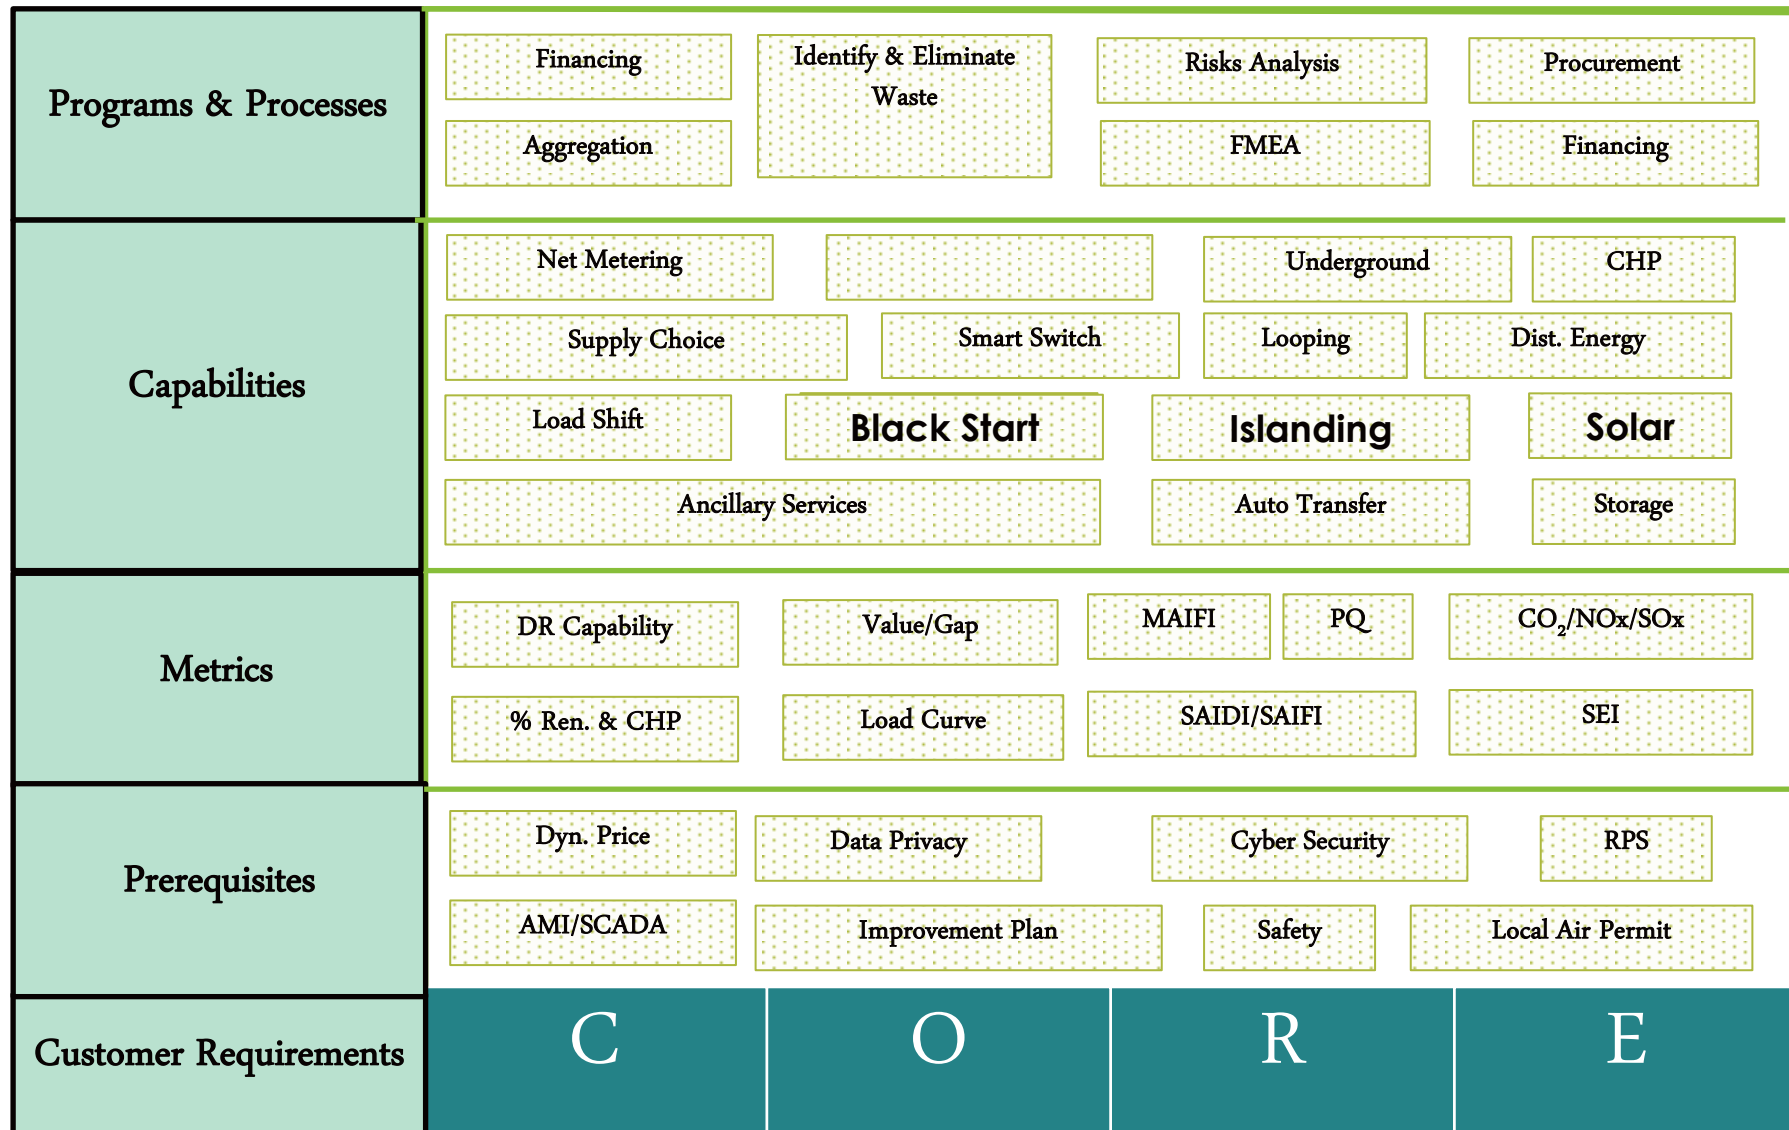 Programs & Processes
Financing
Identify & Eliminate
Waste
Risks Analysis
Procurement
Aggregation
FMEA
Financing
Capabilities
Net Metering
Underground
CHP
Supply Choice
Smart Switch
Looping
Dist. Energy
Load Shift
Black Start
Islanding
Solar
Ancillary Services
Auto Transfer
Storage
Metrics
DR Capability
Value/Gap
MAIFI
PQ
CO₂/NOx/SOx
% Ren. & CHP
Load Curve
SAIDI/SAIFI
SEI
Prerequisites
Dyn. Price
Data Privacy
Cyber Security
RPS
AMI/SCADA
Improvement Plan
Safety
Local Air Permit
Customer Requirements
C
O
R
E